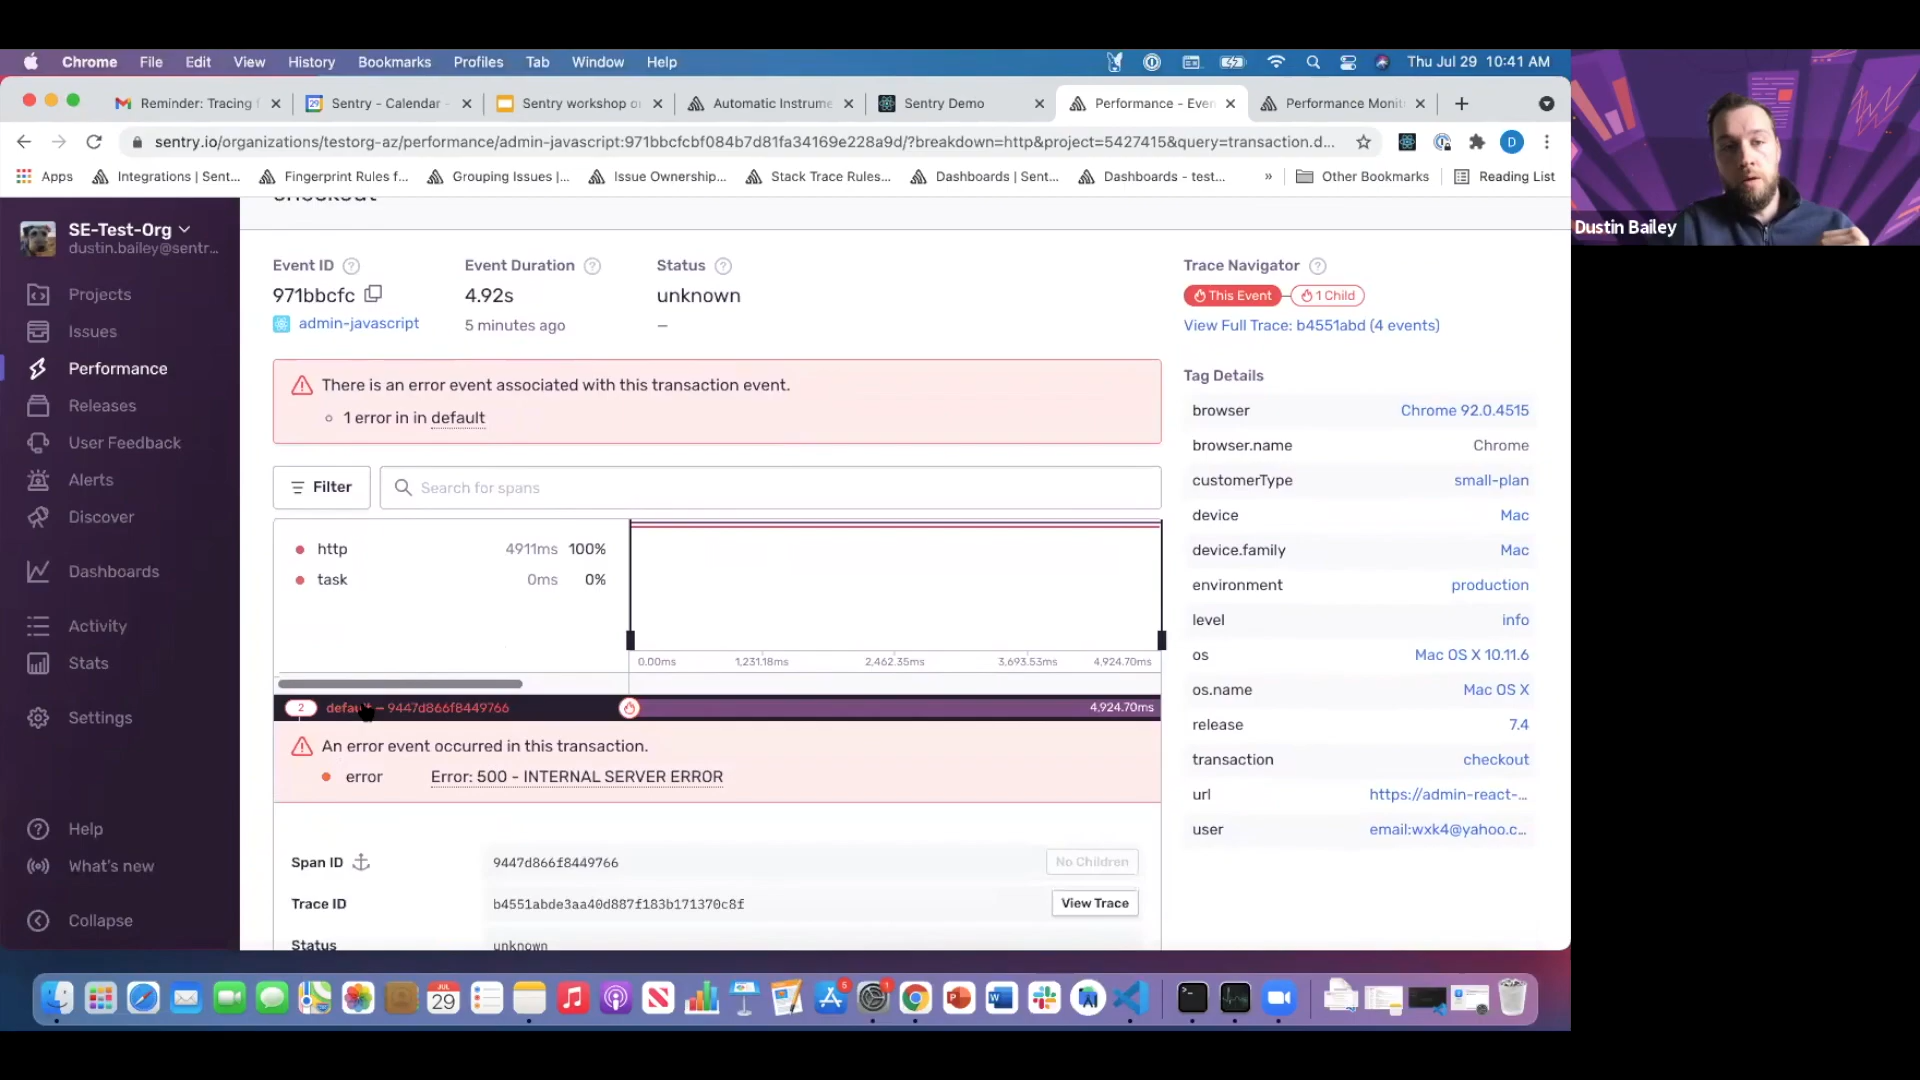 Chrome File Edit View History Bookmarks Profiles Tab Window Help Thu Jul 29 10:41 AM
Reminder: Tracing f
Sentry - Calendar -
Sentry workshop o
Automatic Instrume
Sentry Demo
Performance - Even
Performance Monit
sentry.io/organizations/testorg-az/performance/admin-javascript:971bbcfcbf084b7d81fa34169e228a9d/?breakdown=http&project=5427415&query=transaction.d...
D
Apps Integrations | Sent... Fingerprint Rules f... Grouping Issues |... Issue Ownership... Stack Trace Rules... Dashboards | Sent... Dashboards - test... » Other Bookmarks Reading List
Dustin Bailey
SE-Test-Org
dustin.bailey@sentr...
Projects
Issues
Performance
Releases
User Feedback
Alerts
Discover
Dashboards
Activity
Stats
Settings
Help
What's new
Collapse
checkout
Event ID ?
971bbcfc
admin-javascript
Event Duration ?
4.92s
5 minutes ago
Status ?
unknown
–
There is an error event associated with this transaction event.
1 error in in default
Filter
Search for spans
http 4911ms 100%
task 0ms 0%
0.00ms 1,231.18ms 2,462.35ms 3,693.53ms 4,924.70ms
2 default – 9447d866f8449766 4,924.70ms
An error event occurred in this transaction.
error Error: 500 - INTERNAL SERVER ERROR
Span ID 9447d866f8449766 No Children
Trace ID b4551abde3aa40d887f183b171370c8f View Trace
Status unknown
Trace Navigator ?
This Event 1 Child
View Full Trace: b4551abd (4 events)
Tag Details
browser Chrome 92.0.4515
browser.name Chrome
customerType small-plan
device Mac
device.family Mac
environment production
level info
os Mac OS X 10.11.6
os.name Mac OS X
release 7.4
transaction checkout
url https://admin-react-...
user email:wxk4@yahoo.c...
JUL
29
5
1